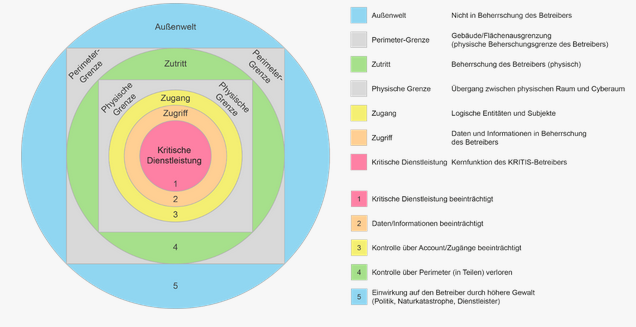 Außenwelt
Perimeter-
Grenze
Perimeter-
Grenze
Zutritt
Physische
Grenze
Physische
Grenze
Zugang
Zugriff
Kritische
Dienstleistung
1
2
3
4
5
Außenwelt Nicht in Beherrschung des Betreibers
Perimeter-Grenze Gebäude/Flächenausgrenzung
(physische Beherschungsgrenze des Betreibers)
Zutritt Beherrschung des Betreibers (physisch)
Physische Grenze Übergang zwischen physischen Raum und Cyberaum
Zugang Logische Entitäten und Subjekte
Zugriff Daten und Informationen in Beherrschung
des Betreibers
Kritische Dienstleistung Kernfunktion des KRITIS-Betreibers
1 Kritische Dienstleistung beeinträchtigt
2 Daten/Informationen beeinträchtigt
3 Kontrolle über Account/Zugänge beeinträchtigt
4 Kontrolle über Perimeter (in Teilen) verloren
5 Einwirkung auf den Betreiber durch höhere Gewalt
(Politik, Naturkatastrophe, Dienstleister)